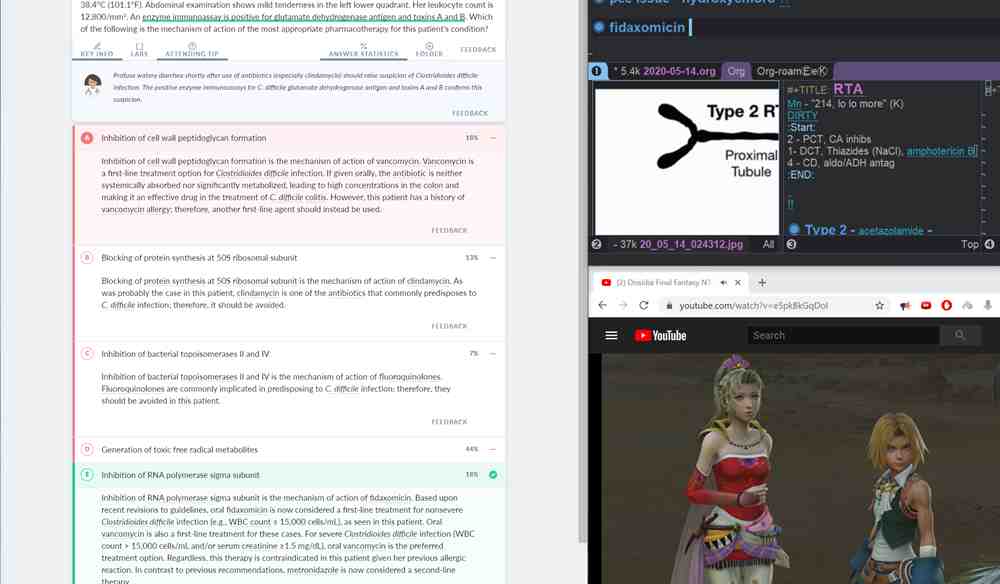 38.4°C (101.1°F). Abdominal examination shows mild tenderness in the left lower quadrant. Her leukocyte count is
12,800/mm³. An enzyme immunoassay is positive for glutamate dehydrogenase antigen and toxins A and B. Which
of the following is the mechanism of action of the most appropriate pharmacotherapy for this patient's condition?
KEY INFO LABS ATTENDING TIP ANSWER STATISTICS FOLDER FEEDBACK
Profuse watery diarrhea shortly after use of antibiotics (especially clindamycin) should raise suspicion of Clostridioides difficile
infection. The positive enzyme immunoassays for C. difficile glutamate dehydrogenase antigen and toxins A and B confirms this
suspicion.
FEEDBACK
A Inhibition of cell wall peptidoglycan formation 18% –
Inhibition of cell wall peptidoglycan formation is the mechanism of action of vancomycin. Vancomycin is
a first-line treatment option for Clostridioides difficile infection. If given orally, the antibiotic is neither
systemically absorbed nor significantly metabolized, leading to high concentrations in the colon and
making it an effective drug in the treatment of C. difficile colitis. However, this patient has a history of
vancomycin allergy; therefore, another first-line agent should instead be used.
FEEDBACK
B Blocking of protein synthesis at 50S ribosomal subunit 13% –
Blocking of protein synthesis at 50S ribosomal subunit is the mechanism of action of clindamycin. As
was probably the case in this patient, clindamycin is one of the antibiotics that commonly predisposes to
C. difficile infection; therefore, it should be avoided.
FEEDBACK
C Inhibition of bacterial topoisomerases II and IV 7% –
Inhibition of bacterial topoisomerases II and IV is the mechanism of action of fluoroquinolones.
Fluoroquinolones are commonly implicated in predisposing to C. difficile infection; therefore, they
should be avoided in this patient.
FEEDBACK
D Generation of toxic free radical metabolites 44% –
E Inhibition of RNA polymerase sigma subunit 18%
Inhibition of RNA polymerase sigma subunit is the mechanism of action of fidaxomicin. Based upon
recent revisions to guidelines, oral fidaxomicin is now considered a first-line treatment for nonsevere
Clostridioides difficile infection (e.g., WBC count ≤ 15,000 cells/mL), as seen in this patient. Oral
vancomycin is also a first-line treatment for these cases. For severe Clostridioides difficile infection (WBC
count > 15,000 cells/mL and/or serum creatinine ≥1.5 mg/dL), oral vancomycin is the preferred
treatment option. Regardless, this therapy is contraindicated in this patient given her previous allergic
reaction. In contrast to previous recommendations, metronidazole is now considered a second-line
therapy
fidaxomicin
1 * 5.4k 2020-05-14.org Org Org-roam
Type 2 RT
Proximal
Tubule
#+TITLE: RTA
Mn - "214, lo lo more" (K)
DIRTY
:Start:
2 - PCT, CA inhibs
1- DCT, Thiazides (NaCl), amphotericin B
4 - CD, aldo/ADH antag
:END:
-
!!
Type 2 - acetazolamide -
2 - 37k 20_05_14_024312.jpg All 3 Top 4
(2) Dissidia Final Fantasy NT
youtube.com/watch?v=e5pkBkGqDoI
YouTube
Search